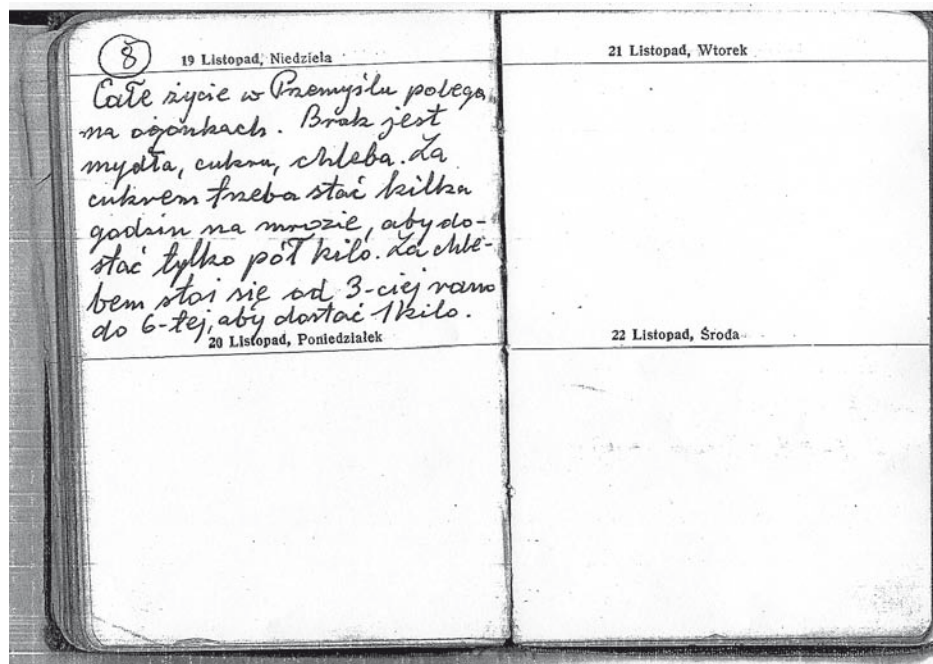 8
19 Listopad, Niedziela
Całe życie w Przemyślu polega
na ogonkach. Brak jest
mydła, cukru, chleba. Za
cukrem trzeba stać kilka
godzin na mrozie, aby do-
stać tylko pół kilo. Za chle-
bem stoi się od 3-ciej rano
do 6-tej, aby dostać 1 kilo.
20 Listopad, Poniedziałek
21 Listopad, Wtorek
22 Listopad, Środa